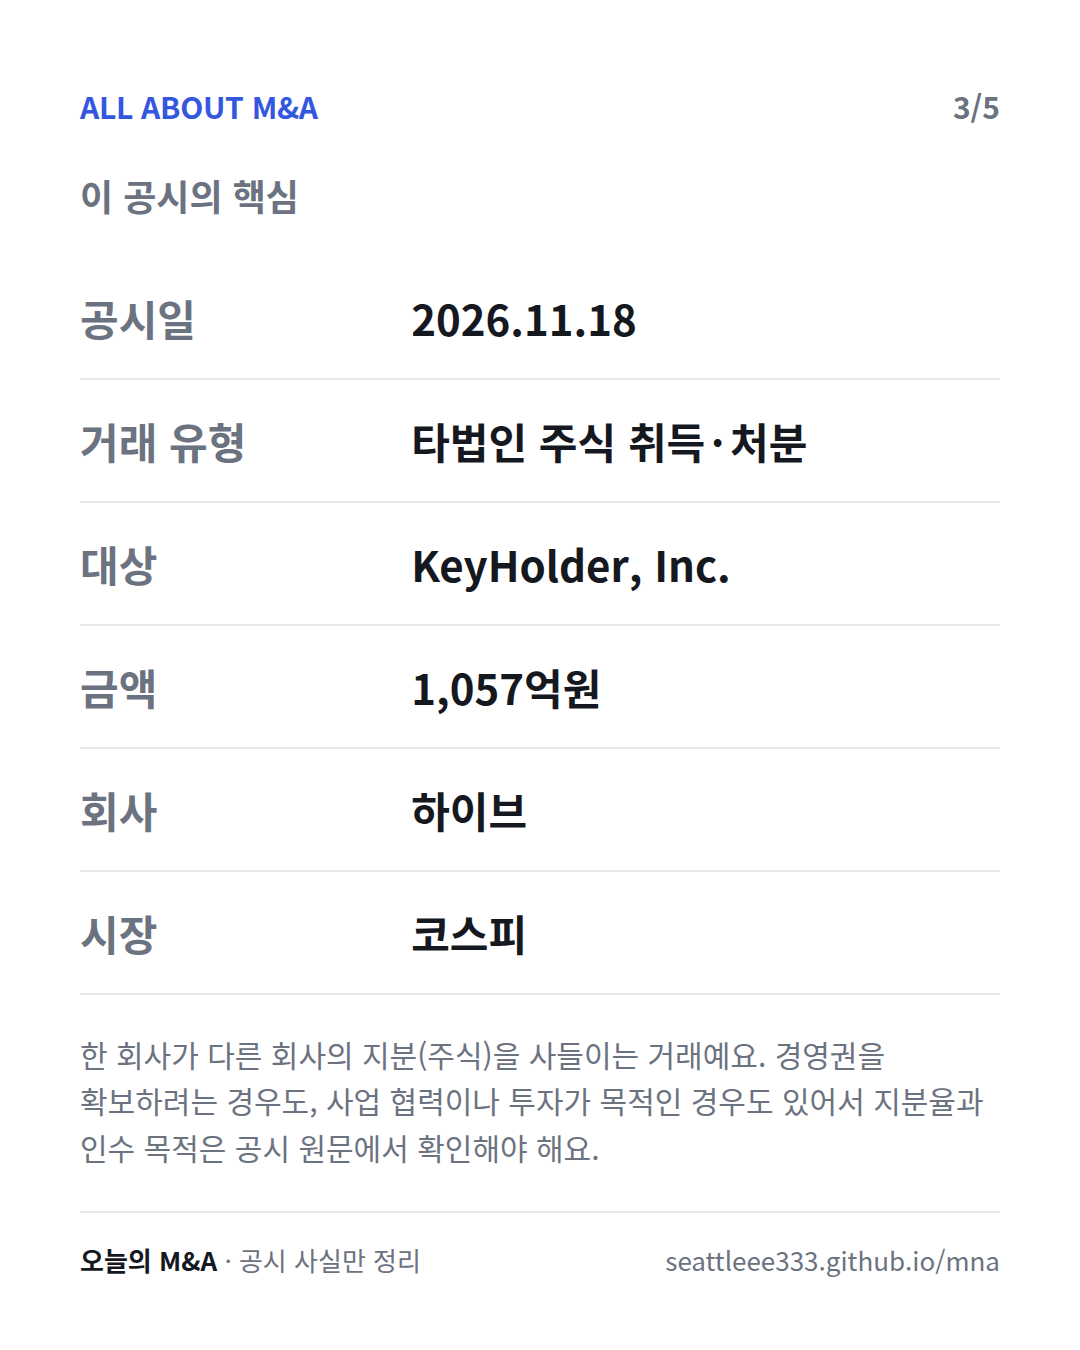 ALL ABOUT M&A
3/5
이 공시의 핵심
공시일 2026.11.18
거래 유형 타법인 주식 취득·처분
대상 KeyHolder, Inc.
금액 1,057억원
회사 하이브
시장 코스피
한 회사가 다른 회사의 지분(주식)을 사들이는 거래예요. 경영권을
확보하려는 경우도, 사업 협력이나 투자가 목적인 경우도 있어서 지분율과
인수 목적은 공시 원문에서 확인해야 해요.
오늘의 M&A · 공시 사실만 정리
seattleee333.github.io/mna